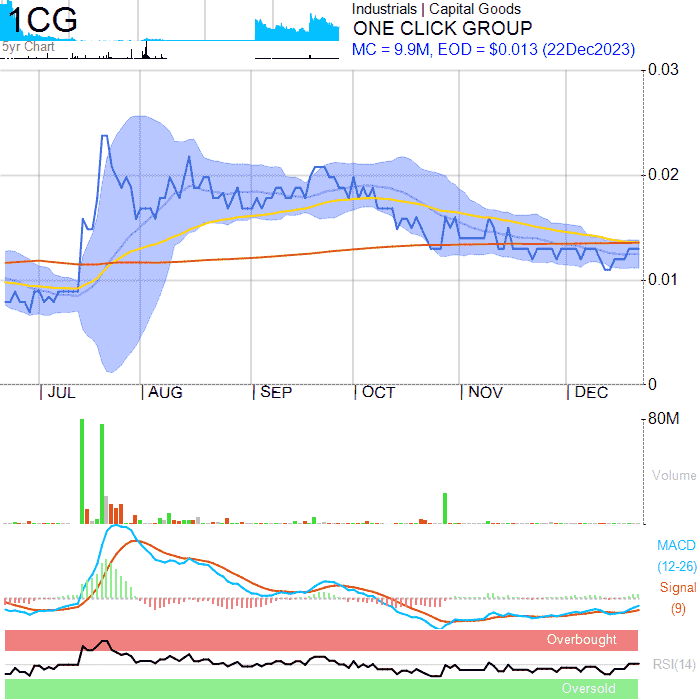 1CG
Industrials | Capital Goods
ONE CLICK GROUP
5yr Chart
MC = 9.9M, EOD = $0.013 (22Dec2023)
0.03
0.02
0.01
0
JUL AUG SEP OCT NOV DEC
80M
Volume
MACD
(12-26)
Signal
(9)
Overbought
RSI(14)
Oversold